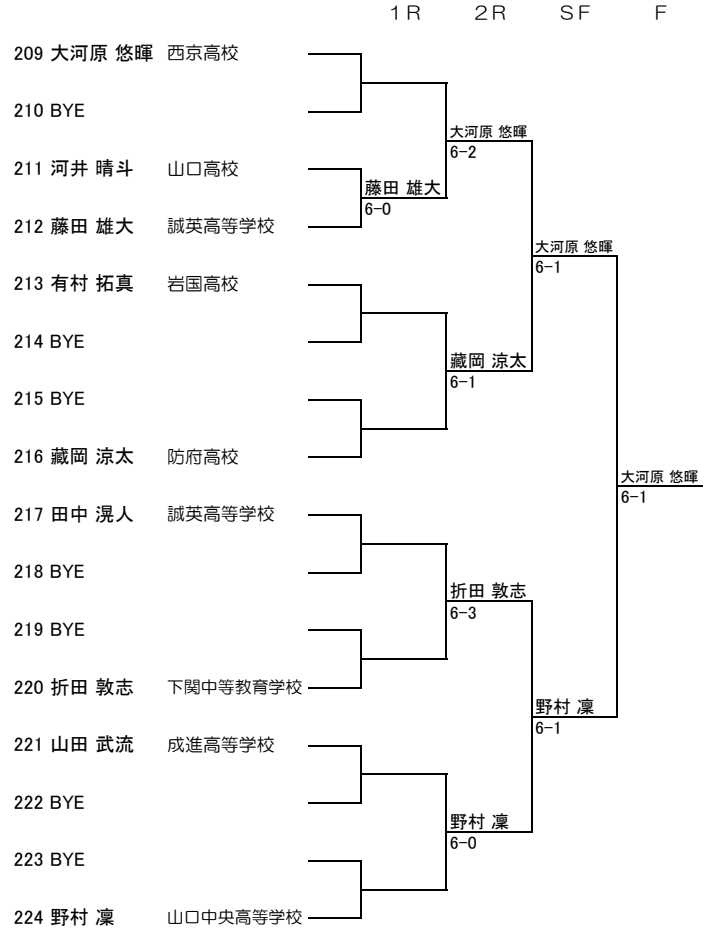 １Ｒ ２Ｒ ＳＦ Ｆ
209 大河原 悠暉 西京高校
210 BYE
大河原 悠暉
6-2
211 河井 晴斗 山口高校
藤田 雄大
6-0
212 藤田 雄大 誠英高等学校
大河原 悠暉
6-1
213 有村 拓真 岩国高校
214 BYE
藏岡 涼太
6-1
215 BYE
216 藏岡 涼太 防府高校
大河原 悠暉
6-1
217 田中 滉人 誠英高等学校
218 BYE
折田 敦志
6-3
219 BYE
220 折田 敦志 下関中等教育学校
野村 凜
6-1
221 山田 武流 成進高等学校
222 BYE
野村 凜
6-0
223 BYE
224 野村 凜 山口中央高等学校